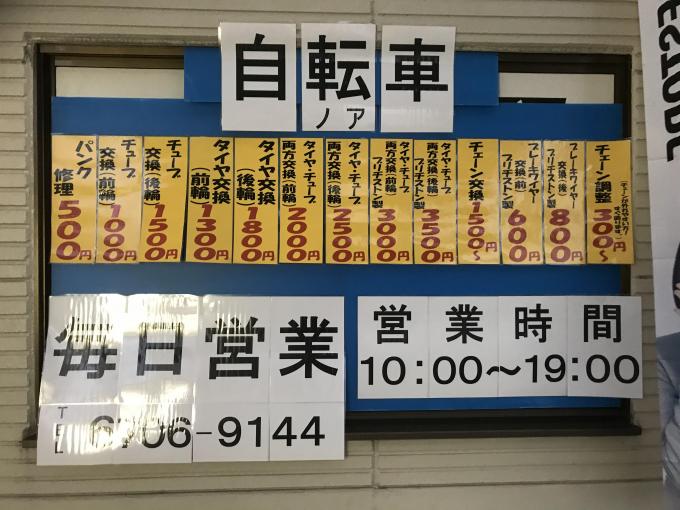 自転車
ノア
パンク
修理
500円
チューブ
交換(前輪)
1000円
チューブ
交換(後輪)
1500円
タイヤ交換
(前輪)
1300円
タイヤ交換
(後輪)
1800円
タイヤ・チューブ
両方交換(前輪)
2000円
タイヤ・チューブ
両方交換(後輪)
2500円
タイヤ・チューブ
両方交換(前輪)
ブリヂストン製
3000円
タイヤ・チューブ
両方交換(後輪)
ブリヂストン製
3500円
チェーン交換
1500円~
ブレーキワイヤー
交換(前)
ブリヂストン製
600円
ブレーキワイヤー
交換(後)
ブリヂストン製
800円
チェーン調整
300円~
毎日営業
TEL
6706-9144
営業時間
10:00~19:00